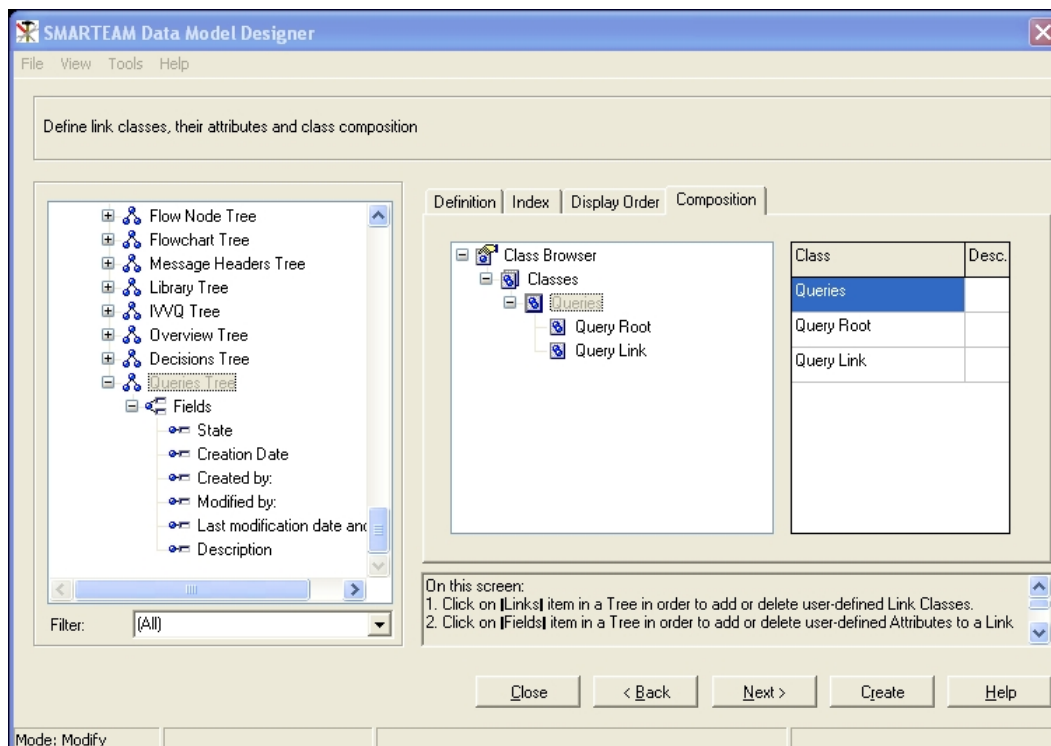 SMARTEAM Data Model Designer
File View Tools Help
Define link classes, their attributes and class composition
Flow Node Tree
Flowchart Tree
Message Headers Tree
Library Tree
IVVQ Tree
Overview Tree
Decisions Tree
Queries Tree
Fields
State
Creation Date
Created by:
Modified by:
Last modification date and
Description
Filter: (All)
Definition Index Display Order Composition
Class Browser
Classes
Queries
Query Root
Query Link
Class Desc.
Queries
Query Root
Query Link
On this screen:
1. Click on |Links| item in a Tree in order to add or delete user-defined Link Classes.
2. Click on |Fields| item in a Tree in order to add or delete user-defined Attributes to a Link
Close < Back Next > Create Help
Mode: Modify